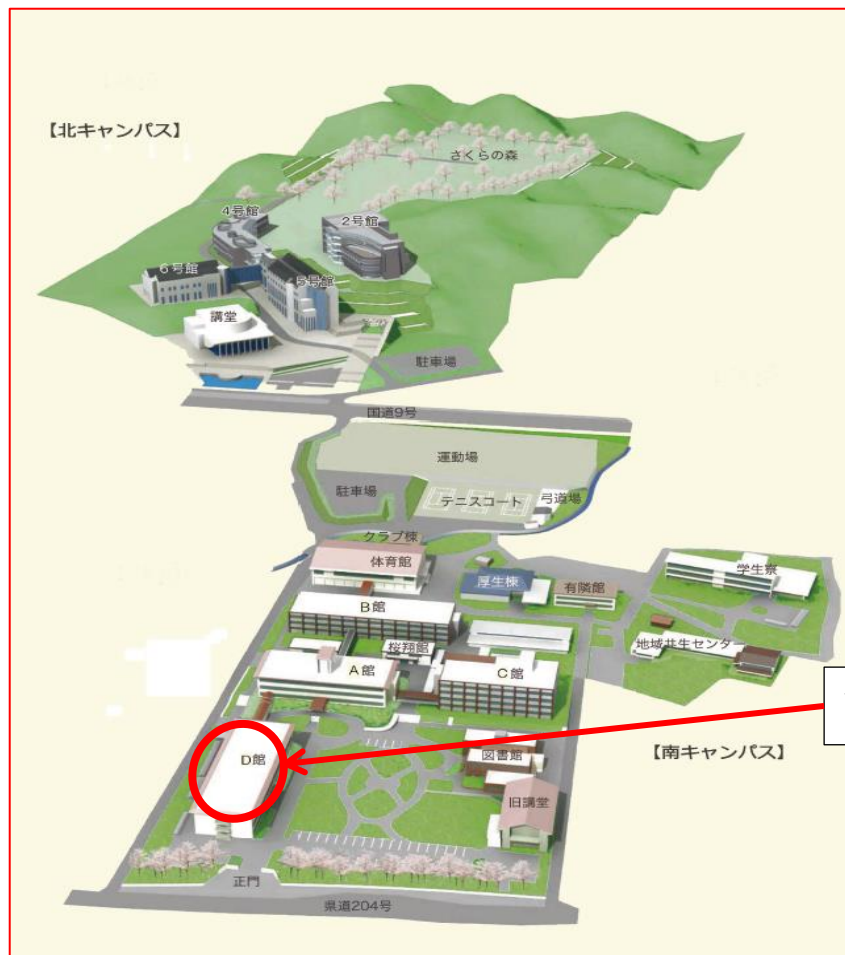 【北キャンパス】
さくらの森
4号館
2号館
6号館
5号館
講堂
駐車場
国道9号
運動場
駐車場
テニスコート
弓道場
クラブ棟
体育館
厚生棟
有隣館
学生寮
B館
桜翔館
地域共生センター
A館
C館
D館
図書館
【南キャンパス】
旧講堂
正門
県道204号